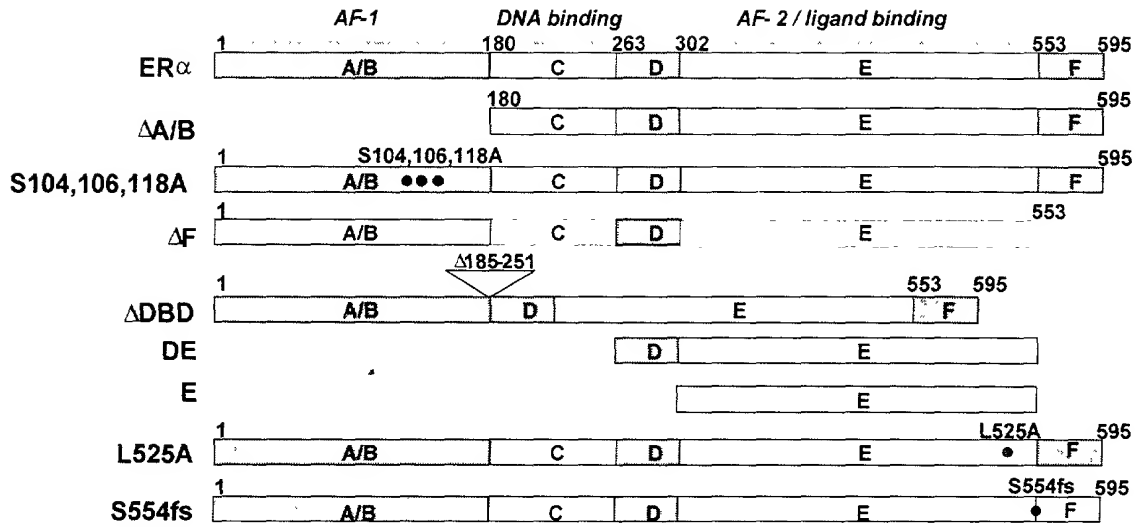 AF-1 DNA binding AF- 2 / ligand binding
1 180 263 302 553 595
ERα A/B C D E F
180 595
ΔA/B C D E F
1 S104,106,118A 595
S104,106,118A A/B C D E F
1 553
ΔF A/B C D E
Δ185-251
1 553 595
ΔDBD A/B D E F
DE D E
E E
1 L525A 595
L525A A/B C D E F
1 S554fs 595
S554fs A/B C D E F